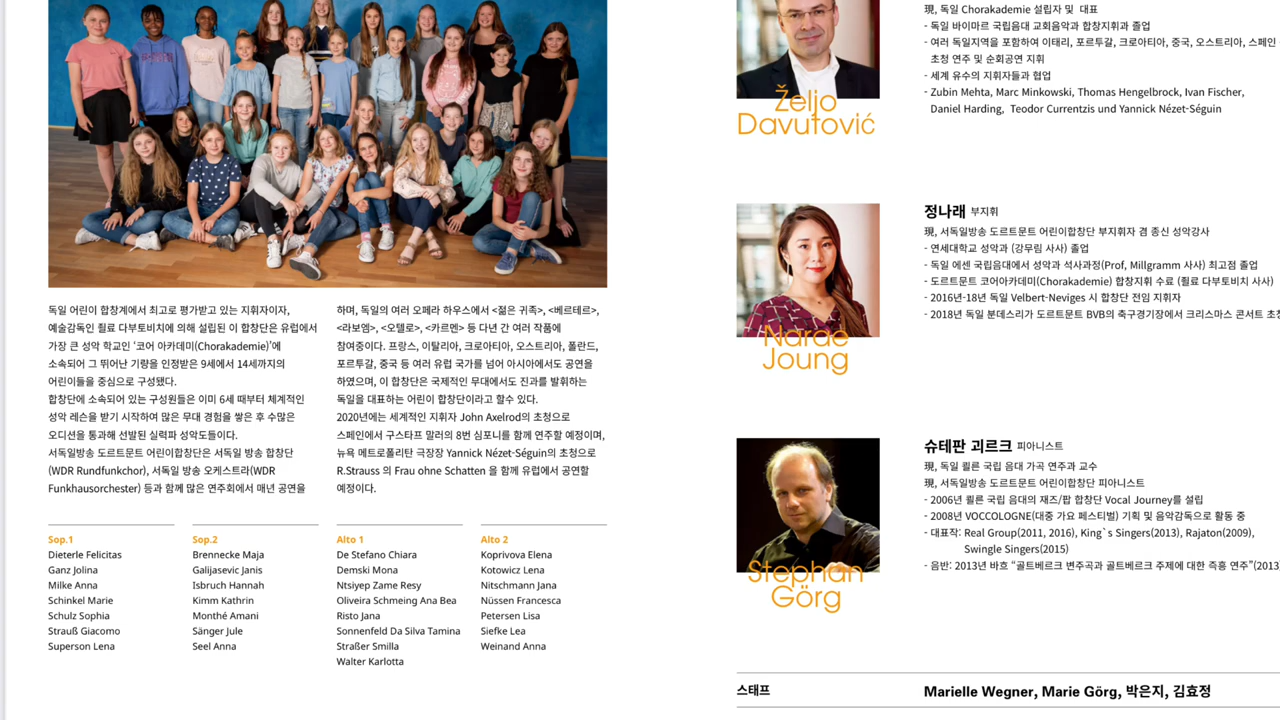 독일 어린이 합창계에서 최고로 평가받고 있는 지휘자이자,
예술감독인 죌료 다부토비치에 의해 설립된 이 합창단은 유럽에서
가장 큰 성악 학교인 ‘코어 아카데미(Chorakademie)’에
소속되어 그 뛰어난 기량을 인정받은 9세에서 14세까지의
어린이들을 중심으로 구성됐다.
합창단에 소속되어 있는 구성원들은 이미 6세 때부터 체계적인
성악 레슨을 받기 시작하여 많은 무대 경험을 쌓은 후 수많은
오디션을 통과해 선발된 실력파 성악도들이다.
서독일방송 도르트문트 어린이합창단은 서독일 방송 합창단
(WDR Rundfunkchor), 서독일 방송 오케스트라(WDR
Funkhausorchester) 등과 함께 많은 연주회에서 매년 공연을
하며, 독일의 여러 오페라 하우스에서 <젊은 귀족>, <베르테르>,
<라보엠>, <오텔로>, <카르멘> 등 다년 간 여러 작품에
참여중이다. 프랑스, 이탈리아, 크로아티아, 오스트리아, 폴란드,
포르투갈, 중국 등 여러 유럽 국가를 넘어 아시아에서도 공연을
하였으며, 이 합창단은 국제적인 무대에서도 진과를 발휘하는
독일을 대표하는 어린이 합창단이라고 할수 있다.
2020년에는 세계적인 지휘자 John Axelrod의 초청으로
스페인에서 구스타프 말러의 8번 심포니를 함께 연주할 예정이며,
뉴욕 메트로폴리탄 극장장 Yannick Nézet-Séguin의 초청으로
R.Strauss 의 Frau ohne Schatten 을 함께 유럽에서 공연할
예정이다.
Sop.1
Dieterle Felicitas
Ganz Jolina
Milke Anna
Schinkel Marie
Schulz Sophia
Strauß Giacomo
Superson Lena
Sop.2
Brennecke Maja
Galijasevic Janis
Isbruch Hannah
Kimm Kathrin
Monthé Amani
Sänger Jule
Seel Anna
Alto 1
De Stefano Chiara
Demski Mona
Ntsiyep Zame Resy
Oliveira Schmeing Ana Bea
Risto Jana
Sonnenfeld Da Silva Tamina
Straßer Smilla
Walter Karlotta
Alto 2
Koprivova Elena
Kotowicz Lena
Nitschmann Jana
Nüssen Francesca
Petersen Lisa
Siefke Lea
Weinand Anna
Željo
Davutović
現, 독일 Chorakademie 설립자 및 대표
- 독일 바이마르 국립음대 교회음악과 합창지휘과 졸업
- 여러 독일지역을 포함하여 이태리, 포르투갈, 크로아티아, 중국, 오스트리아, 스페인
초청 연주 및 순회공연 지휘
- 세계 유수의 지휘자들과 협업
- Zubin Mehta, Marc Minkowski, Thomas Hengelbrock, Ivan Fischer,
Daniel Harding, Teodor Currentzis und Yannick Nézet-Séguin
Narae
Joung
정나래 부지휘
現, 서독일방송 도르트문트 어린이합창단 부지휘자 겸 종신 성악강사
- 연세대학교 성악과 (강무림 사사) 졸업
- 독일 에센 국립음대에서 성악과 석사과정(Prof, Millgramm 사사) 최고점 졸업
- 도르트문트 코어아카데미(Chorakademie) 합창지휘 수료 (죌료 다부토비치 사사)
- 2016년-18년 독일 Velbert-Neviges 시 합창단 전임 지휘자
- 2018년 독일 분데스리가 도르트문트 BVB의 축구경기장에서 크리스마스 콘서트 초청
Stephan
Görg
슈테판 괴르크 피아니스트
現, 독일 쾰른 국립 음대 가곡 연주과 교수
現, 서독일방송 도르트문트 어린이합창단 피아니스트
- 2006년 쾰른 국립 음대의 재즈/팝 합창단 Vocal Journey를 설립
- 2008년 VOCCOLOGNE(대중 가요 페스티벌) 기획 및 음악감독으로 활동 중
- 대표작: Real Group(2011, 2016), King`s Singers(2013), Rajaton(2009),
Swingle Singers(2015)
- 음반: 2013년 바흐 “골트베르크 변주곡과 골트베르크 주제에 대한 즉흥 연주”(2013
스태프
Marielle Wegner, Marie Görg, 박은지, 김효정